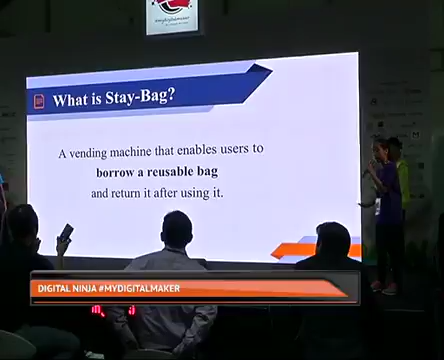 #mydigitalmaker
What is Stay-Bag?
A vending machine that enables users to
borrow a reusable bag
and return it after using it.
DIGITAL NINJA #MYDIGITALMAKER